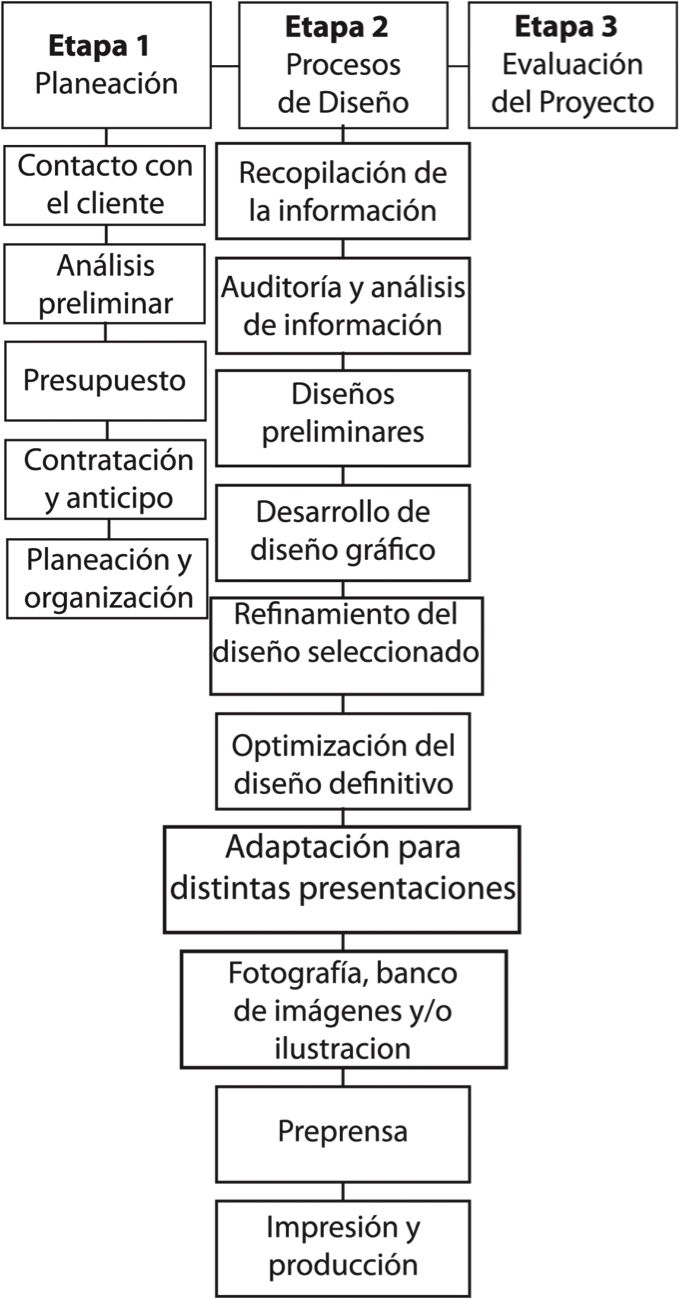 Etapa 1
Planeación
Etapa 2
Procesos
de Diseño
Etapa 3
Evaluación
del Proyecto
Contacto con
el cliente
Análisis
preliminar
Presupuesto
Contratación
y anticipo
Planeación y
organización
Recopilación de
la información
Auditoría y análisis
de información
Diseños
preliminares
Desarrollo de
diseño gráfico
Refinamiento del
diseño seleccionado
Optimización del
diseño definitivo
Adaptación para
distintas presentaciones
Fotografía, banco
de imágenes y/o
ilustracion
Preprensa
Impresión y
producción